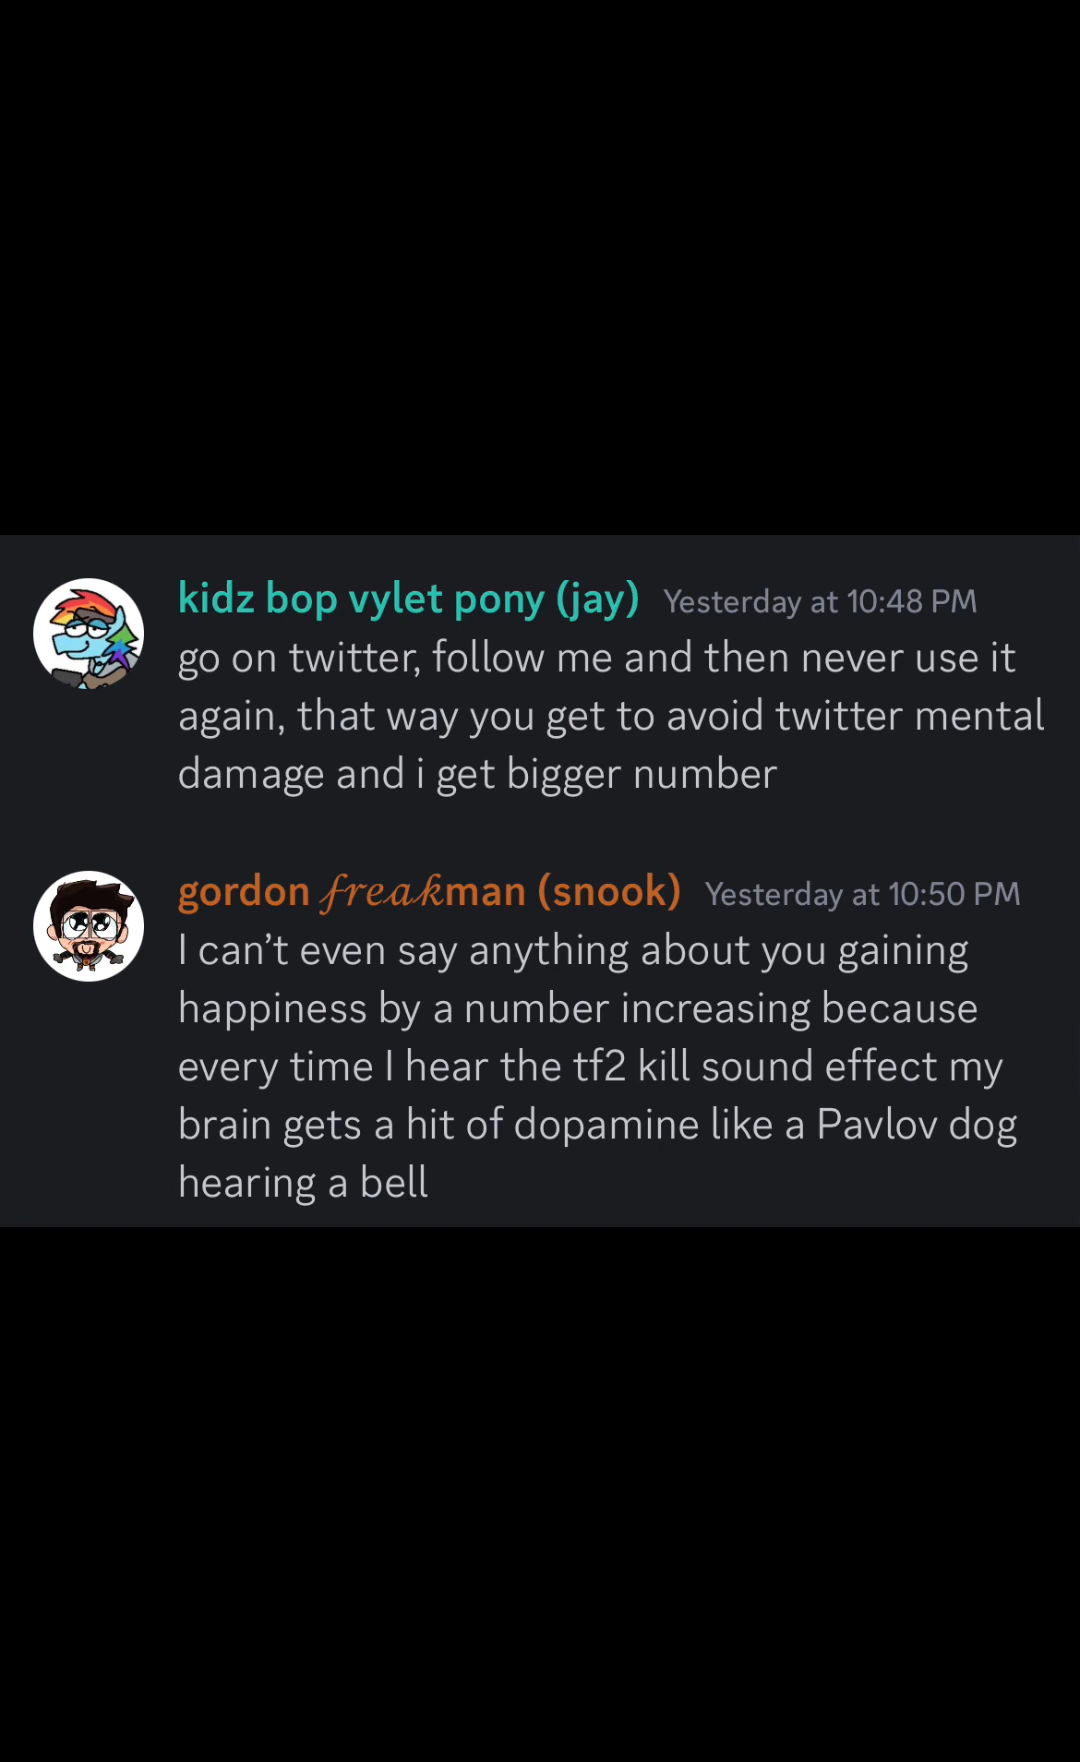 kidz bop vylet pony (jay) Yesterday at 10:48 PM
go on twitter, follow me and then never use it
again, that way you get to avoid twitter mental
damage and i get bigger number
gordon 𝓯𝓻𝓮𝓪𝓴man (snook) Yesterday at 10:50 PM
I can’t even say anything about you gaining
happiness by a number increasing because
every time I hear the tf2 kill sound effect my
brain gets a hit of dopamine like a Pavlov dog
hearing a bell